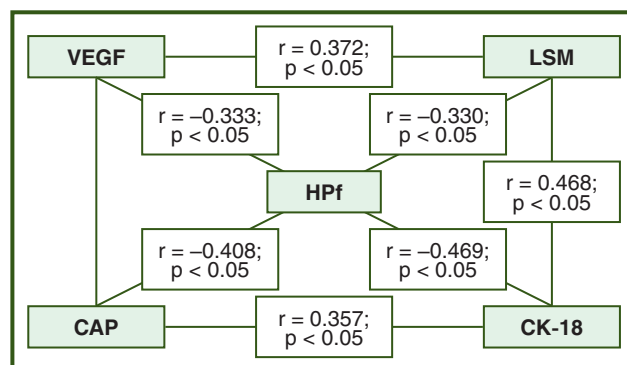 VEGF
r = 0.372;
p < 0.05
LSM
r = –0.333;
p < 0.05
r = –0.330;
p < 0.05
HPf
r = 0.468;
p < 0.05
r = –0.408;
p < 0.05
r = –0.469;
p < 0.05
CAP
r = 0.357;
p < 0.05
CK-18